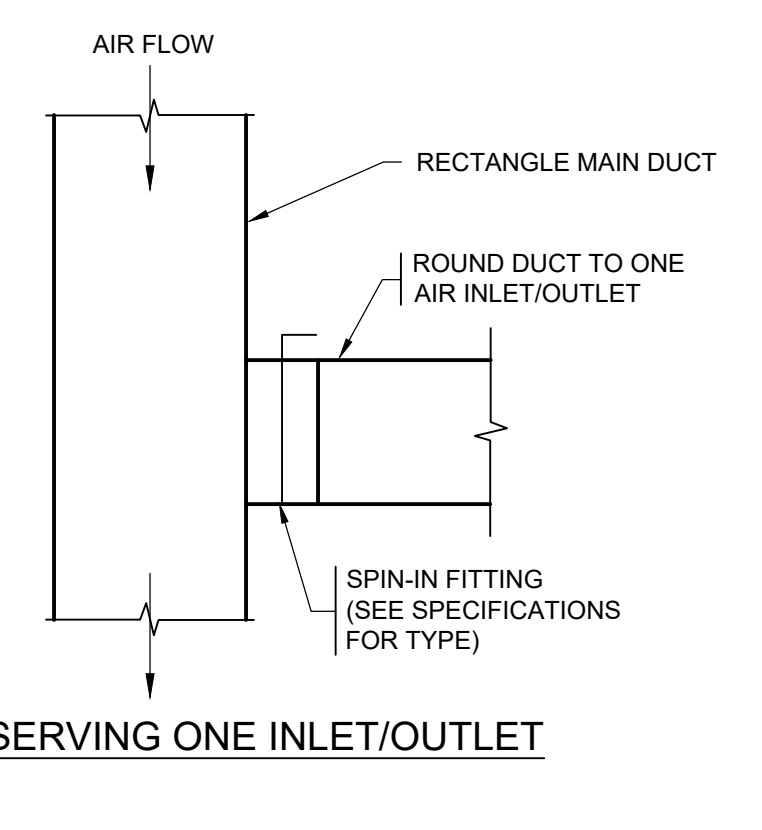 AIR FLOW
RECTANGLE MAIN DUCT
ROUND DUCT TO ONE
AIR INLET/OUTLET
SPIN-IN FITTING
(SEE SPECIFICATIONS
FOR TYPE)
SERVING ONE INLET/OUTLET